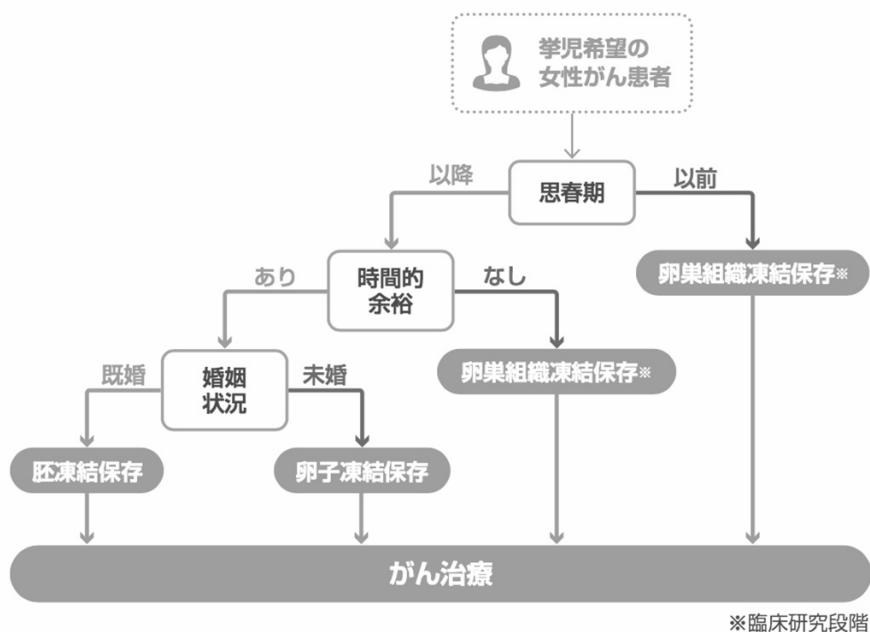 挙児希望の
女性がん患者
以降
思春期
以前
あり
時間的
余裕
なし
卵巣組織凍結保存※
既婚
婚姻
状況
未婚
卵巣組織凍結保存※
胚凍結保存
卵子凍結保存
がん治療
※臨床研究段階